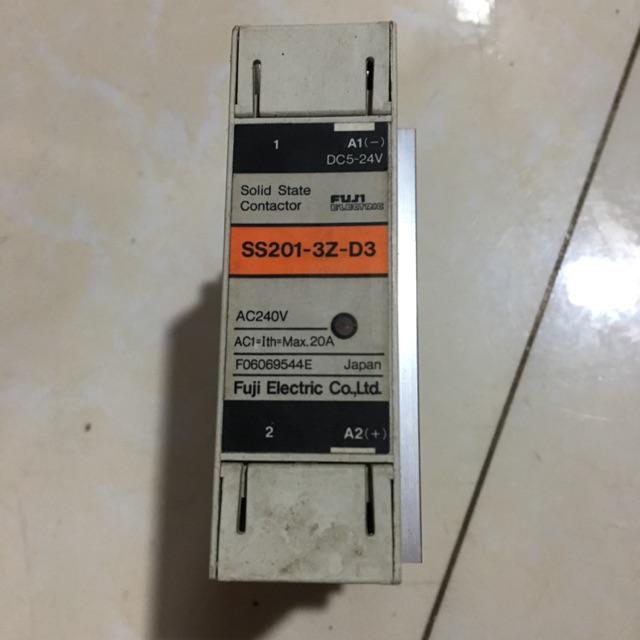 1 A1(-)
DC5-24V
Solid State FUJI
Contactor ELECTRIC
SS201-3Z-D3
AC240V
AC1=Ith=Max.20A
F06069544E Japan
Fuji Electric Co.,Ltd.
2 A2(+)